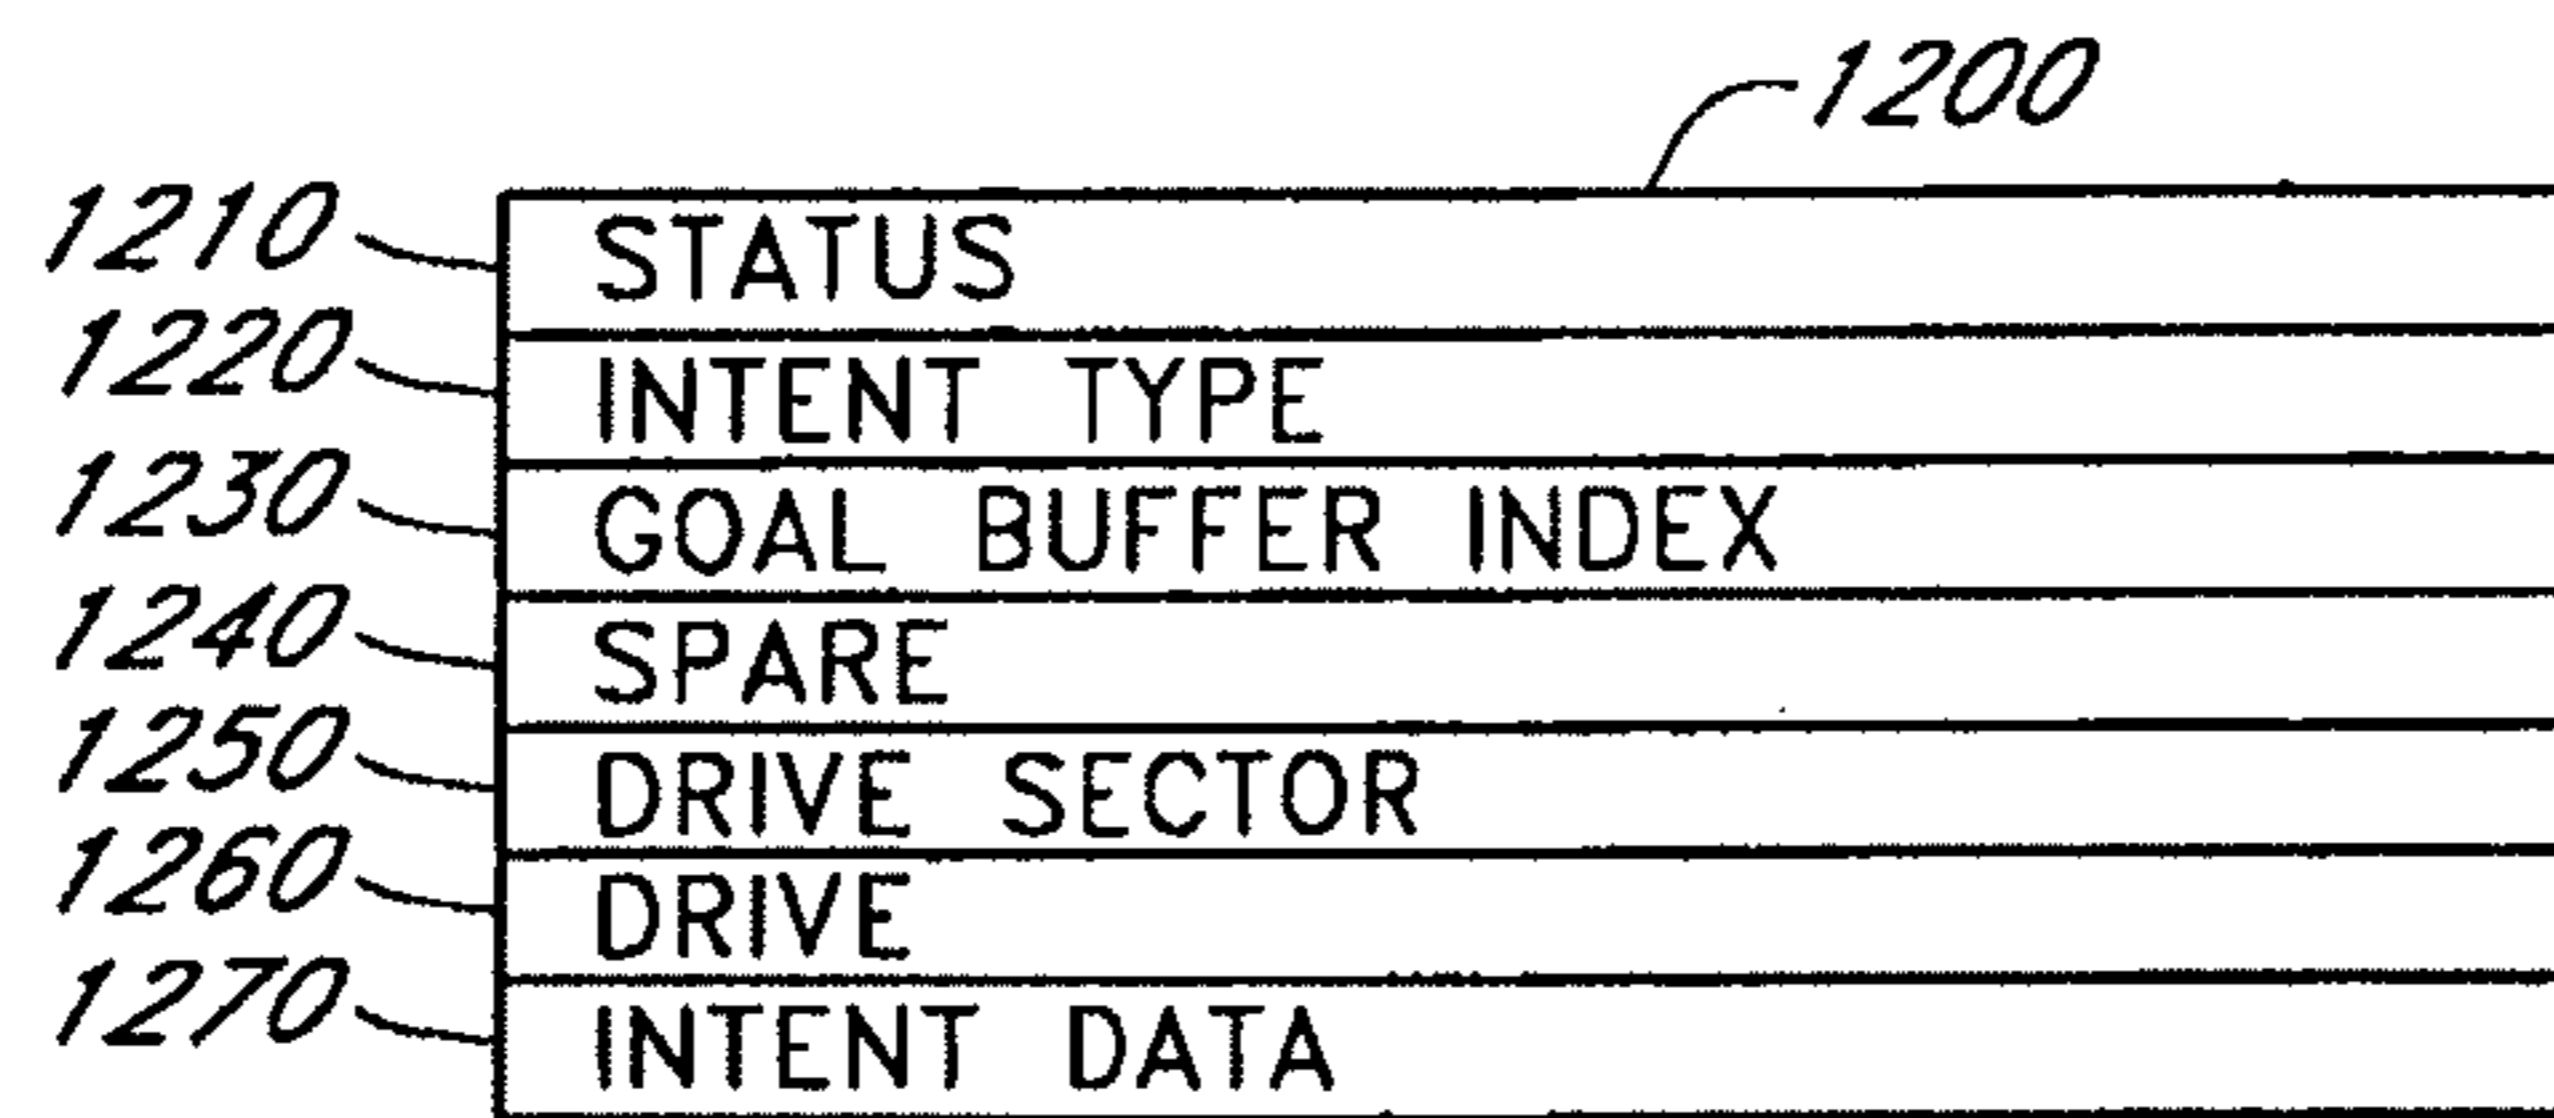 1200
1210 STATUS
1220 INTENT TYPE
1230 GOAL BUFFER INDEX
1240 SPARE
1250 DRIVE SECTOR
1260 DRIVE
1270 INTENT DATA